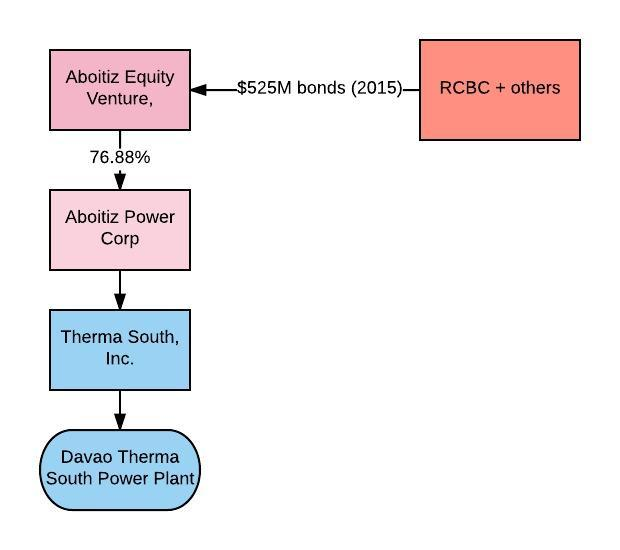 Aboitiz Equity
Venture,
$525M bonds (2015)
RCBC + others
76.88%
Aboitiz Power
Corp
Therma South,
Inc.
Davao Therma
South Power Plant